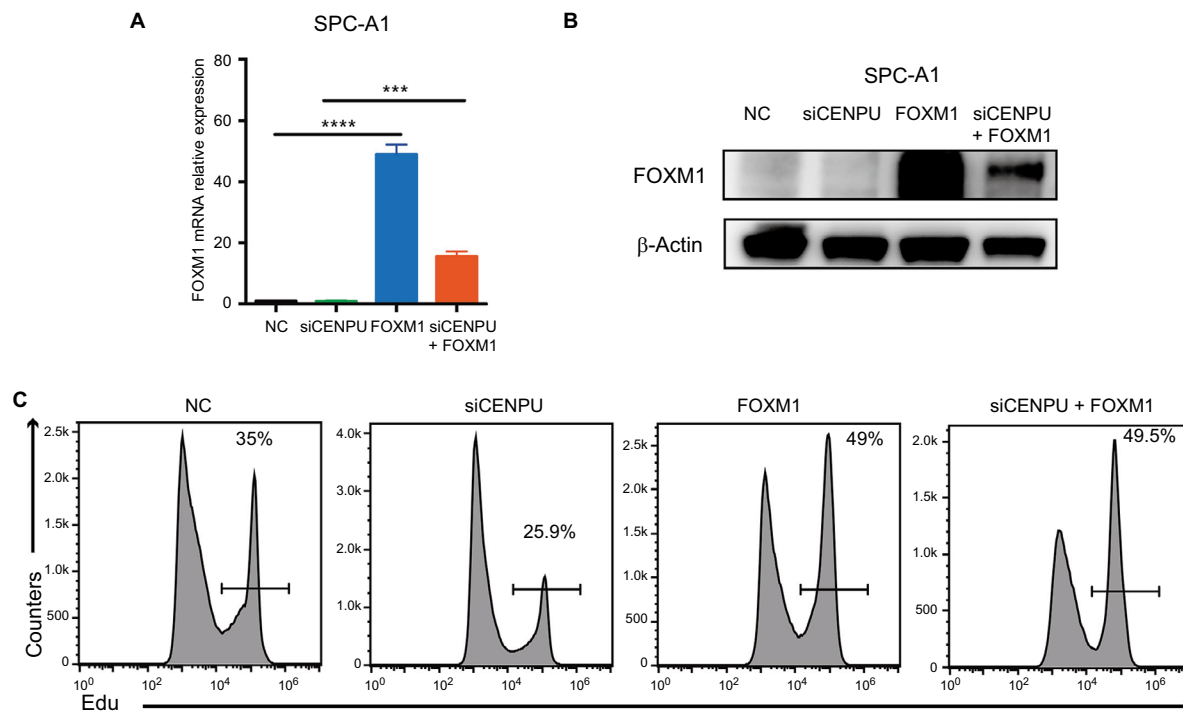 A
SPC-A1
FOXM1 mRNA relative expression
80
60
40
20
0
***
****
NC
siCENPU
FOXM1
siCENPU
+ FOXM1
B
SPC-A1
NC
siCENPU
FOXM1
siCENPU
+ FOXM1
FOXM1
β-Actin
C
Counters
NC
35%
2.5k
2.0k
1.5k
1.0k
500
0
10⁰ 10² 10⁴ 10⁶
siCENPU
25.9%
4.0k
3.0k
2.0k
1.0k
0
10⁰ 10² 10⁴ 10⁶
FOXM1
49%
2.5k
2.0k
1.5k
1.0k
500
0
10⁰ 10² 10⁴ 10⁶
siCENPU + FOXM1
49.5%
2.0k
1.5k
1.0k
500
0
10⁰ 10² 10⁴ 10⁶
Edu